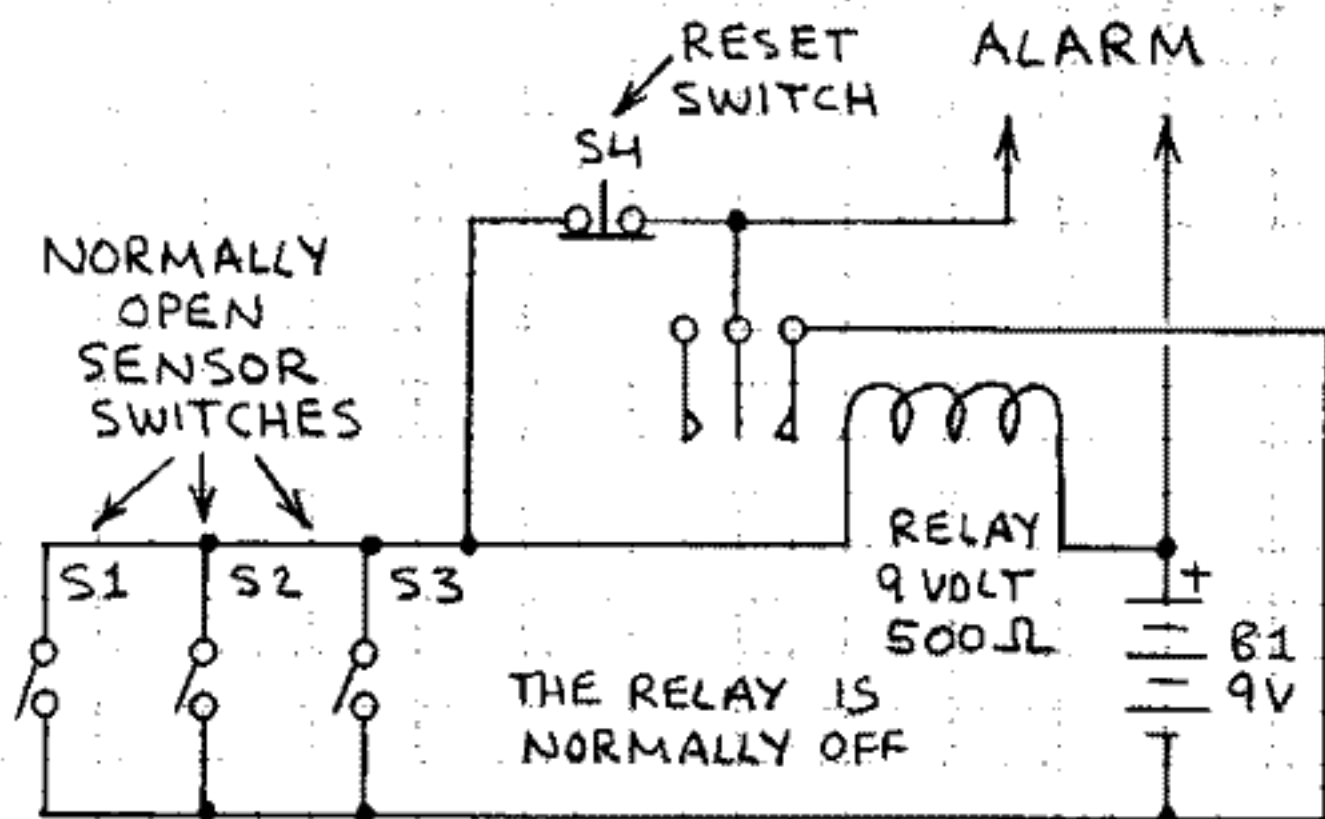 RESET
SWITCH
S4
ALARM
NORMALLY
OPEN
SENSOR
SWITCHES
S1
S2
S3
RELAY
9 VOLT
500Ω
+
B1
9V
THE RELAY IS
NORMALLY OFF